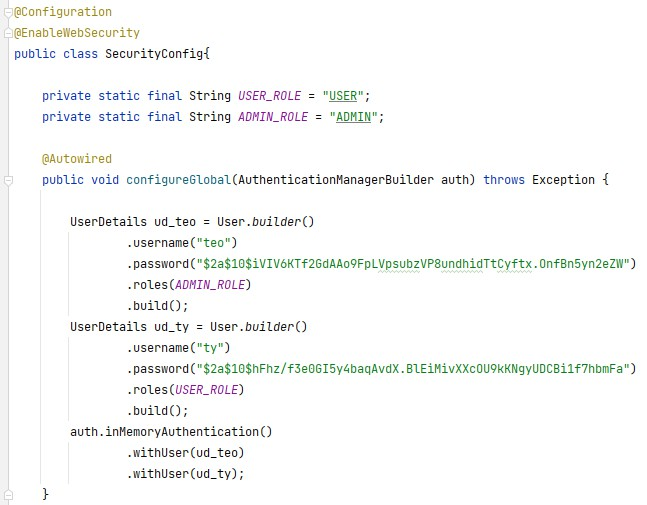 @Configuration
@EnableWebSecurity
public class SecurityConfig{
private static final String USER_ROLE = "USER";
private static final String ADMIN_ROLE = "ADMIN";
@Autowired
public void configureGlobal(AuthenticationManagerBuilder auth) throws Exception {
UserDetails ud_teo = User.builder()
.username("teo")
.password("$2a$10$iVIV6KTf2GdAAo9FpLVpsubzVP8undhidTtCyftx.OnfBn5yn2eZW")
.roles(ADMIN_ROLE)
.build();
UserDetails ud_ty = User.builder()
.username("ty")
.password("$2a$10$hFhz/f3e0GI5y4baqAvdX.BlEiMivXXcOU9kKNgyUDCBi1f7hbmFa")
.roles(USER_ROLE)
.build();
auth.inMemoryAuthentication()
.withUser(ud_teo)
.withUser(ud_ty);
}